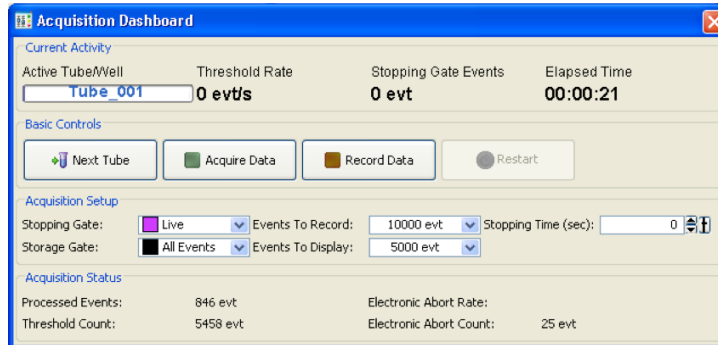 Acquisition Dashboard
Current Activity
Active Tube/Well Threshold Rate Stopping Gate Events Elapsed Time
Tube_001 0 evt/s 0 evt 00:00:21
Basic Controls
Next Tube Acquire Data Record Data Restart
Acquisition Setup
Stopping Gate: Live Events To Record: 10000 evt Stopping Time (sec): 0
Storage Gate: All Events Events To Display: 5000 evt
Acquisition Status
Processed Events: 846 evt Electronic Abort Rate:
Threshold Count: 5458 evt Electronic Abort Count: 25 evt